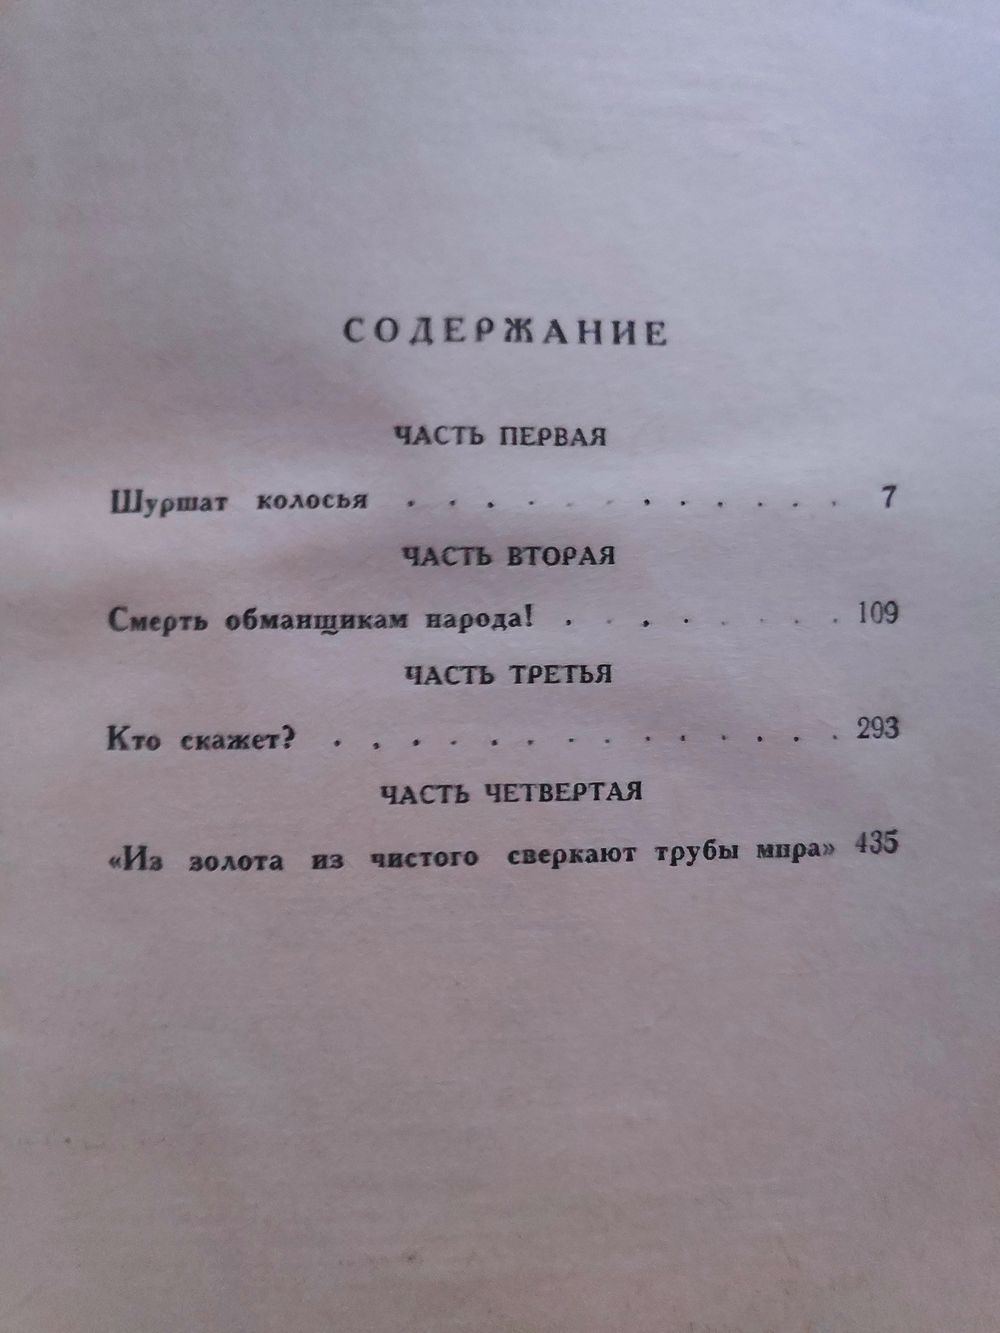 СОДЕРЖАНИЕ
ЧАСТЬ ПЕРВАЯ
Шуршат колосья . . . . . . . . . . . . 7
ЧАСТЬ ВТОРАЯ
Смерть обманщикам народа! . . . . . . . . 109
ЧАСТЬ ТРЕТЬЯ
Кто скажет? . . . . . . . . . . . . . . 293
ЧАСТЬ ЧЕТВЕРТАЯ
«Из золота из чистого сверкают трубы мира» 435